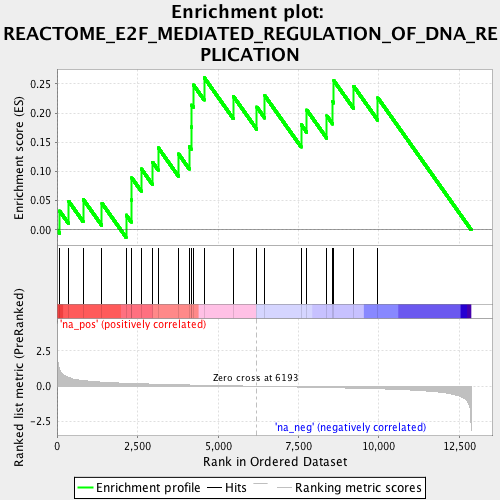 Enrichment plot:
REACTOME_E2F_MEDIATED_REGULATION_OF_DNA_RE
PLICATION
Enrichment score (ES)
0.25
0.20
0.15
0.10
0.05
0.00
'na_pos' (positively correlated)
Ranked list metric (PreRanked)
2.5
0.0
-2.5
Zero cross at 6193
'na_neg' (negatively correlated)
0
2,500
5,000
7,500
10,000
12,500
Rank in Ordered Dataset
Enrichment profile
Hits
Ranking metric scores